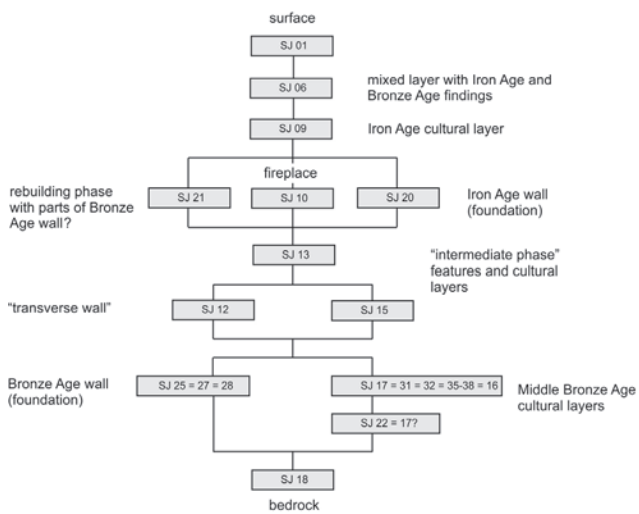 surface
SJ 01
SJ 06
mixed layer with Iron Age and
Bronze Age findings
SJ 09
Iron Age cultural layer
fireplace
rebuilding phase
with parts of Bronze
Age wall?
SJ 21
SJ 10
SJ 20
Iron Age wall
(foundation)
SJ 13
"intermediate phase"
features and cultural
layers
"transverse wall"
SJ 12
SJ 15
Bronze Age wall
(foundation)
SJ 25 = 27 = 28
SJ 17 = 31 = 32 = 35-38 = 16
Middle Bronze Age
cultural layers
SJ 22 = 17?
SJ 18
bedrock